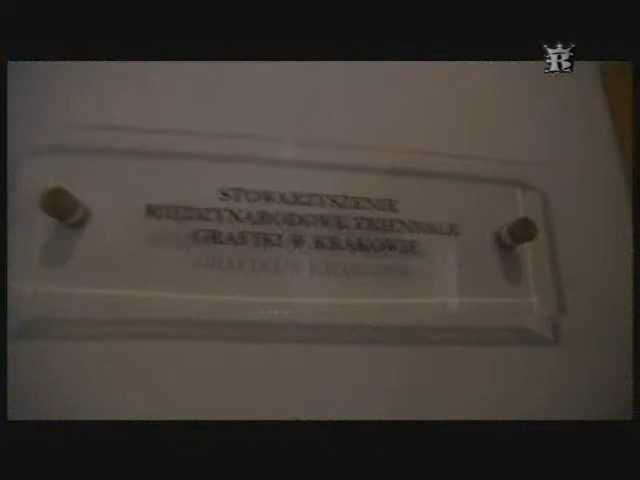 R
STOWARZYSZENIE
MIĘDZYNARODOWE TRIENNALE
GRAFIKI W KRAKOWIE